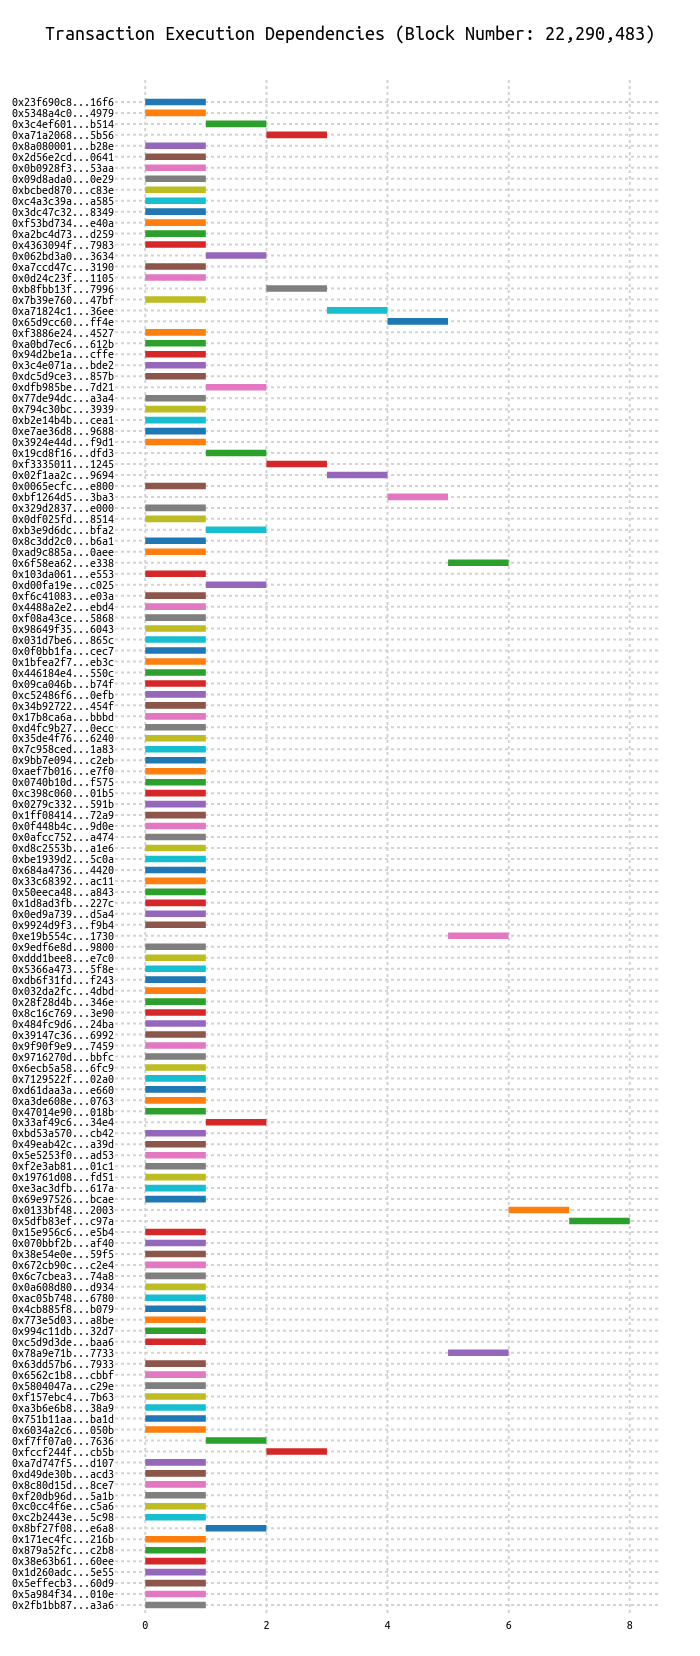 Transaction Execution Dependencies (Block Number: 22,290,483)
0x23f690c8...16f6
0x5348a4c0...4979
0x3c4ef601...b514
0xa71a2068...5b56
0x8a080001...b28e
0x2d56e2cd...0641
0x0b0928f3...53aa
0x09d8ada0...0e29
0xbcbed870...c83e
0xc4a3c39a...a585
0x3dc47c32...8349
0xf53bd734...e40a
0xa2bc4d73...d259
0x4363094f...7983
0x062bd3a0...3634
0xa7ccd47c...3190
0x0d24c23f...1105
0xb8fbb13f...7996
0x7b39e760...47bf
0xa71824c1...36ee
0x65d9cc60...ff4e
0xf3886e24...4527
0xa0bd7ec6...612b
0x94d2be1a...cffe
0x3c4e071a...bde2
0xdc5d9ce3...857b
0xdfb985be...7d21
0x77de94dc...a3a4
0x794c30bc...3939
0xb2e14b4b...cea1
0xe7ae36d8...9688
0x3924e44d...f9d1
0x19cd8f16...dfd3
0xf3335011...1245
0x02f1aa2c...9694
0x0065ecfc...e800
0xbf1264d5...3ba3
0x329d2837...e000
0x0df025fd...8514
0xb3e9d6dc...bfa2
0x8c3dd2c0...b6a1
0xad9c885a...0aee
0x6f58ea62...e338
0x103da061...e553
0xd00fa19e...c025
0xf6c41083...e03a
0x4488a2e2...ebd4
0xf08a43ce...5868
0x98649f35...6043
0x031d7be6...865c
0x0f0bb1fa...cec7
0x1bfea2f7...eb3c
0x446184e4...550c
0x09ca046b...b74f
0xc52486f6...0efb
0x34b92722...454f
0x17b8ca6a...bbbd
0xd4fc9b27...0ecc
0x35de4f76...6240
0x7c958ced...1a83
0x9bb7e094...c2eb
0xaef7b016...e7f0
0x0740b10d...f575
0xc398c060...01b5
0x0279c332...591b
0x1ff08414...72a9
0x0f448b4c...9d0e
0x0afcc752...a474
0xd8c2553b...a1e6
0xbe1939d2...5c0a
0x684a4736...4420
0x33c68392...ac11
0x50eeca48...a843
0x1d8ad3fb...227c
0x0ed9a739...d5a4
0x9924d9f3...f9b4
0xe19b554c...1730
0x9edf6e8d...9800
0xddd1bee8...e7c0
0x5366a473...5f8e
0xdb6f31fd...f243
0x032da2fc...4dbd
0x28f28d4b...346e
0x8c16c769...3e90
0x484fc9d6...24ba
0x39147c36...6992
0x9f90f9e9...7459
0x9716270d...bbfc
0x6ecb5a58...6fc9
0x7129522f...02a0
0xd61daa3a...e660
0xa3de608e...0763
0x47014e90...018b
0x33af49c6...34e4
0xbd53a570...cb42
0x49eab42c...a39d
0x5e5253f0...ad53
0xf2e3ab81...01c1
0x19761d08...fd51
0xe3ac3dfb...617a
0x69e97526...bcae
0x0133bf48...2003
0x5dfb83ef...c97a
0x15e956c6...e5b4
0x070bbf2b...af40
0x38e54e0e...59f5
0x672cb90c...c2e4
0x6c7cbea3...74a8
0x0a608d80...d934
0xac05b748...6780
0x4cb885f8...b079
0x773e5d03...a8be
0x994c11db...32d7
0xc5d9d3de...baa6
0x78a9e71b...7733
0x63dd57b6...7933
0x6562c1b8...cbbf
0x5804047a...c29e
0xf157ebc4...7b63
0xa3b6e6b8...38a9
0x751b11aa...ba1d
0x6034a2c6...050b
0xf7ff07a0...7636
0xfccf244f...cb5b
0xa7d747f5...d107
0xd49de30b...acd3
0x8c80d15d...8ce7
0xf20db96d...5a1b
0xc0cc4f6e...c5a6
0xc2b2443e...5c98
0x8bf27f08...e6a8
0x171ec4fc...216b
0x879a52fc...c2b8
0x38e63b61...60ee
0x1d260adc...5e55
0x5effecb3...60d9
0x5a984f34...010e
0x2fb1bb87...a3a6
0 2 4 6 8